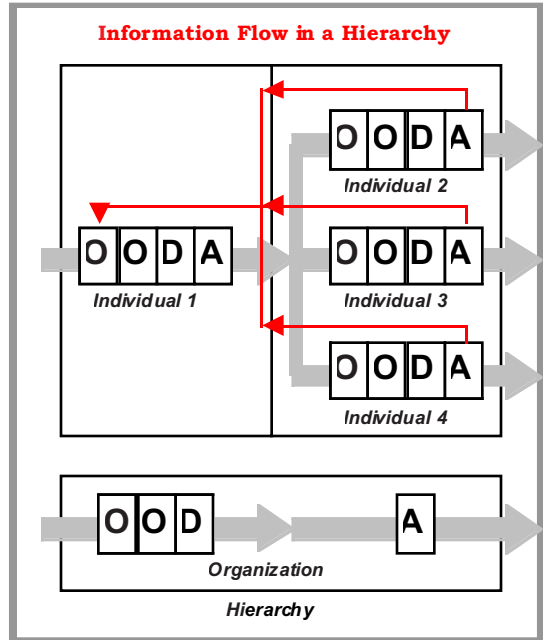 Information Flow in a Hierarchy
O O D A
Individual 2
O O D A
Individual 1
O O D A
Individual 3
O O D A
Individual 4
O O D
A
Organization
Hierarchy